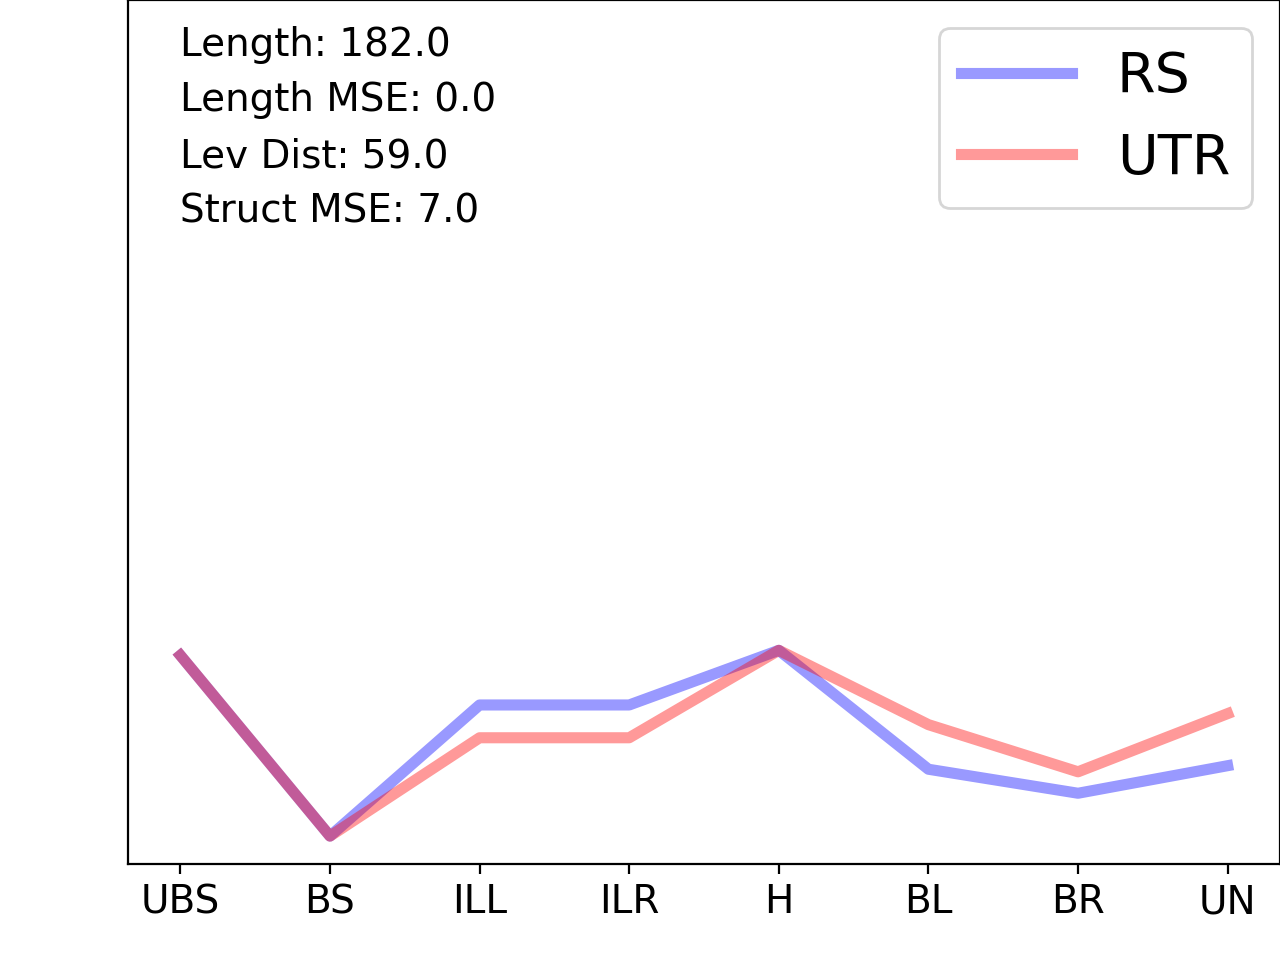 Length: 182.0
Length MSE: 0.0
Lev Dist: 59.0
Struct MSE: 7.0
RS
UTR
UBS BS ILL ILR H BL BR UN